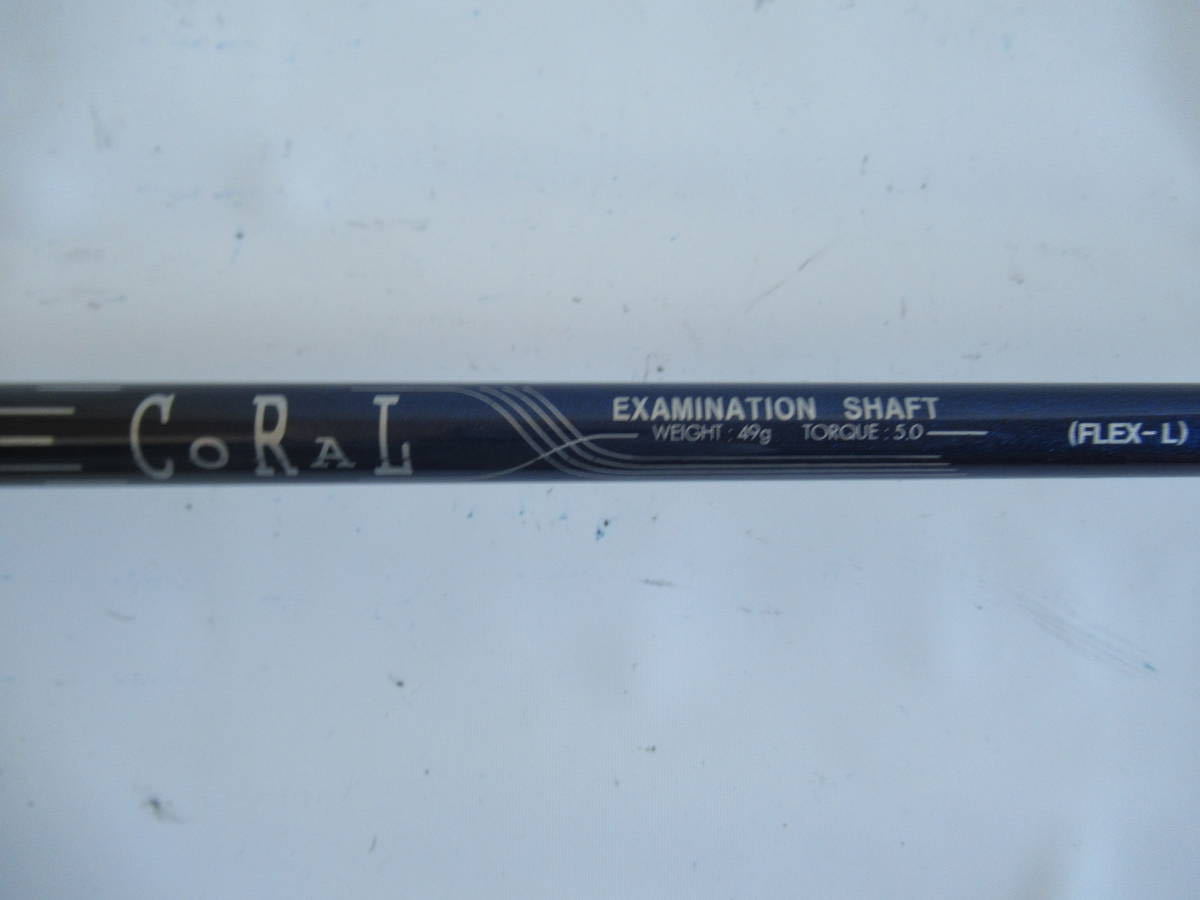 CoRaL
EXAMINATION SHAFT
WEIGHT : 49g TORQUE : 5.0
(FLEX-L)